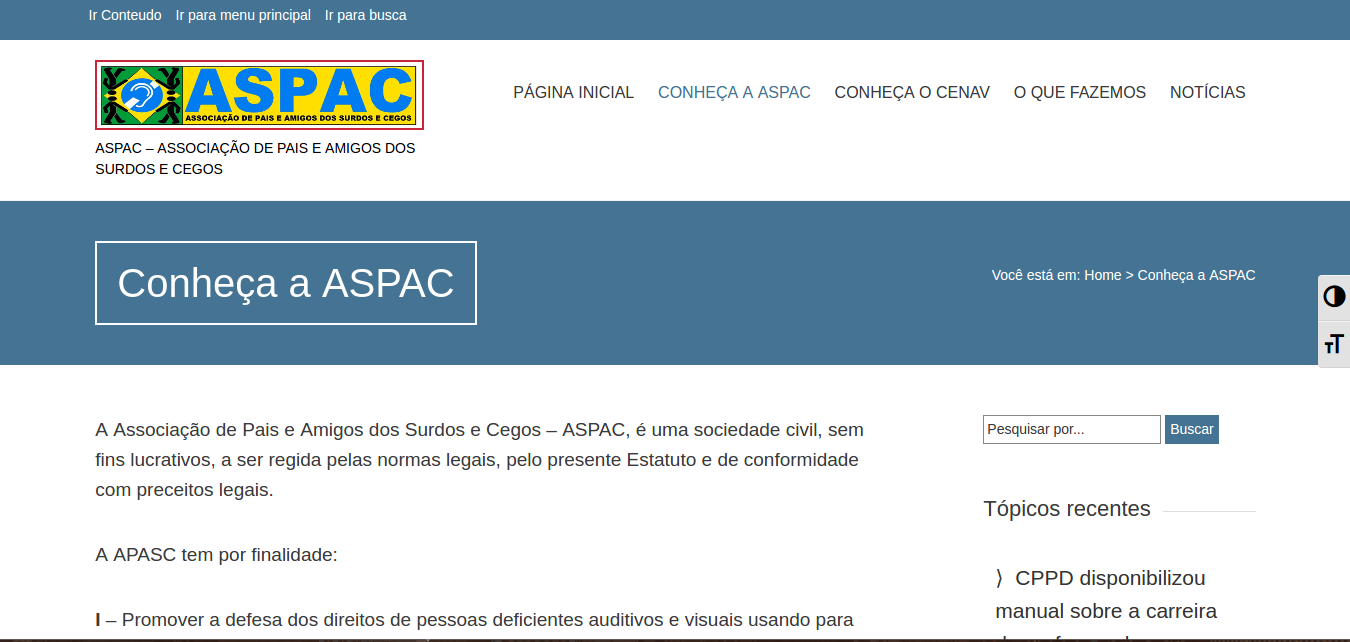 Ir Conteudo Ir para menu principal Ir para busca
ASPAC
ASSOCIAÇÃO DE PAIS E AMIGOS DOS SURDOS E CEGOS
ASPAC – ASSOCIAÇÃO DE PAIS E AMIGOS DOS
SURDOS E CEGOS
PÁGINA INICIAL CONHEÇA A ASPAC CONHEÇA O CENAV O QUE FAZEMOS NOTÍCIAS
Conheça a ASPAC
Você está em: Home > Conheça a ASPAC
A Associação de Pais e Amigos dos Surdos e Cegos – ASPAC, é uma sociedade civil, sem
fins lucrativos, a ser regida pelas normas legais, pelo presente Estatuto e de conformidade
com preceitos legais.
A APASC tem por finalidade:
I – Promover a defesa dos direitos de pessoas deficientes auditivos e visuais usando para
Pesquisar por... Buscar
Tópicos recentes
⟩ CPPD disponibilizou
manual sobre a carreira